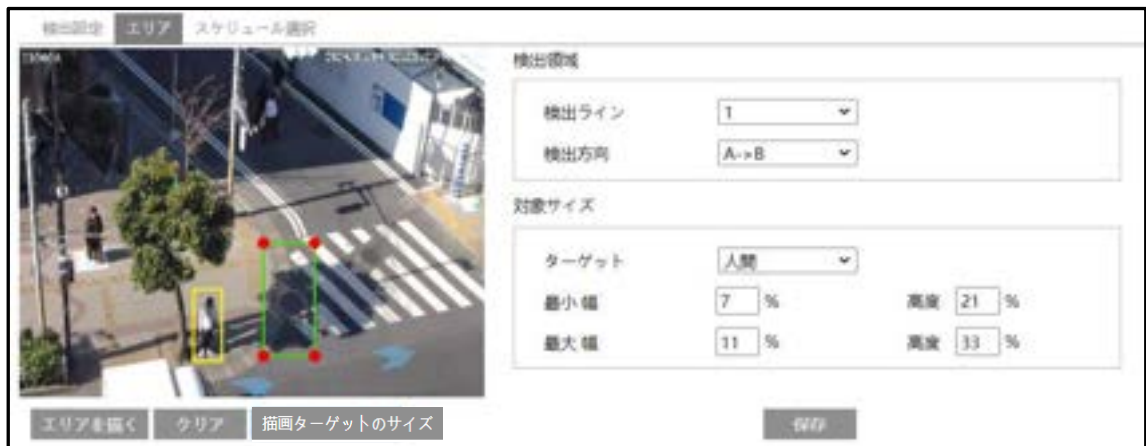 検出設定 エリア スケジュール選択
検出領域
検出ライン 1
検出方向 A->B
対象サイズ
ターゲット 人間
最小 幅 7 % 高度 21 %
最大 幅 11 % 高度 33 %
エリアを描く クリア 描画ターゲットのサイズ 保存